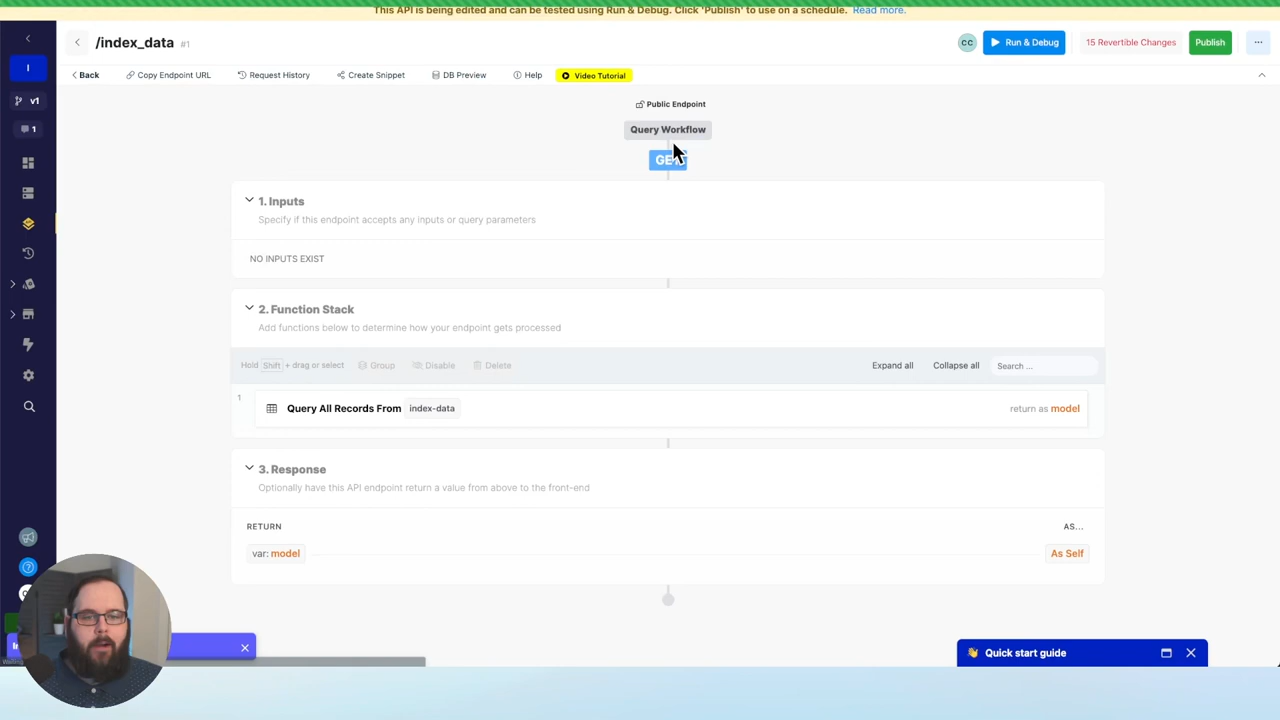 This API is being edited and can be tested using Run & Debug. Click 'Publish' to use on a schedule. Read more.
/index_data #1
CC
Run & Debug
15 Revertible Changes
Publish
I
Back
Copy Endpoint URL
Request History
Create Snippet
DB Preview
Help
Video Tutorial
v1
1
Public Endpoint
Query Workflow
1. Inputs
Specify if this endpoint accepts any inputs or query parameters
NO INPUTS EXIST
2. Function Stack
Add functions below to determine how your endpoint gets processed
Hold Shift + drag or select
Group
Disable
Delete
Expand all
Collapse all
Search ...
1
Query All Records From index-data
return as model
3. Response
Optionally have this API endpoint return a value from above to the front-end
RETURN
AS...
var: model
As Self
Quick start guide